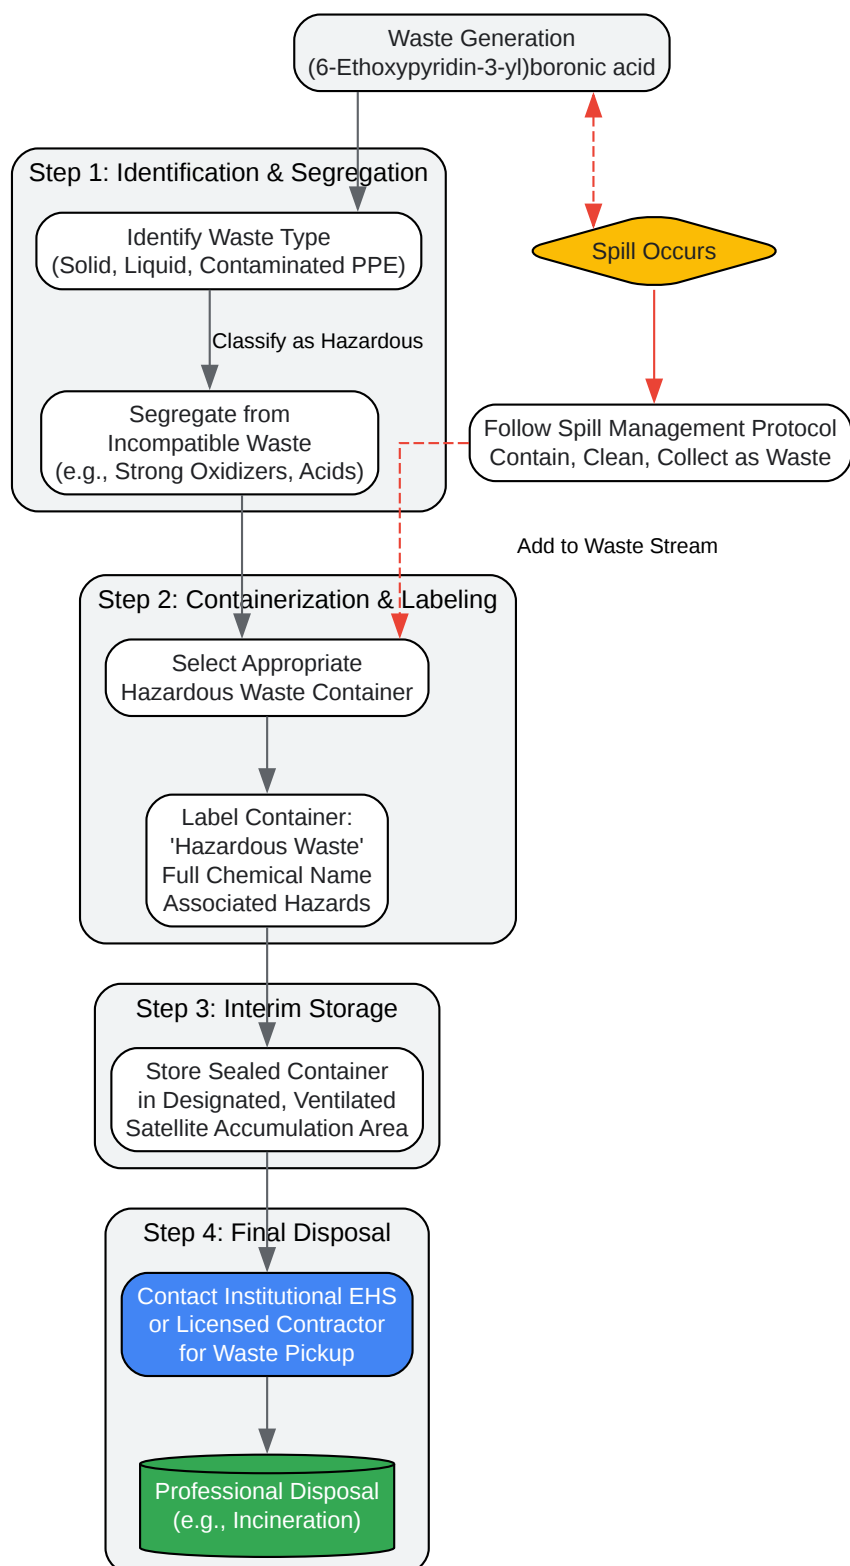 Waste Generation
(6-Ethoxypyridin-3-yl)boronic acid
Step 1: Identification & Segregation
Identify Waste Type
(Solid, Liquid, Contaminated PPE)
Spill Occurs
Classify as Hazardous
Segregate from
Incompatible Waste
(e.g., Strong Oxidizers, Acids)
Follow Spill Management Protocol
Contain, Clean, Collect as Waste
Add to Waste Stream
Step 2: Containerization & Labeling
Select Appropriate
Hazardous Waste Container
Label Container:
'Hazardous Waste'
Full Chemical Name
Associated Hazards
Step 3: Interim Storage
Store Sealed Container
in Designated, Ventilated
Satellite Accumulation Area
Step 4: Final Disposal
Contact Institutional EHS
or Licensed Contractor
for Waste Pickup
Professional Disposal
(e.g., Incineration)